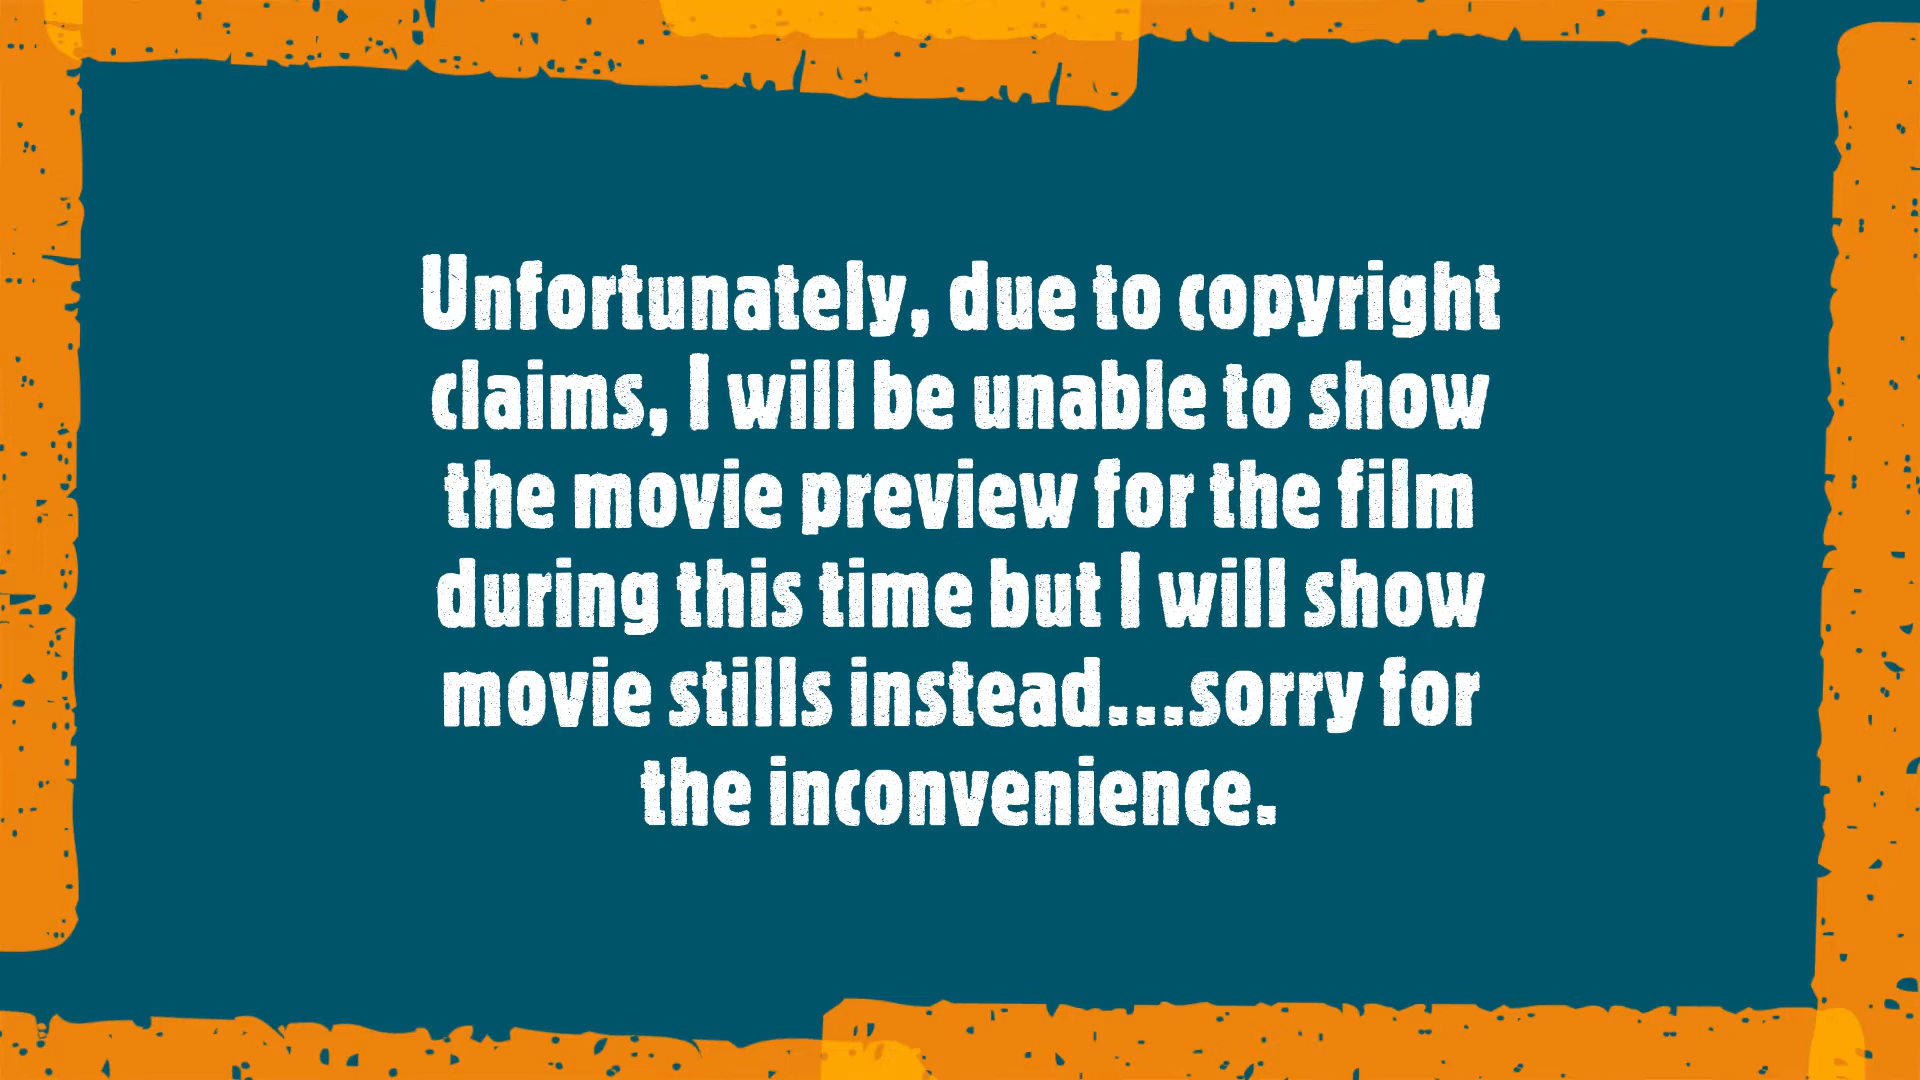 Unfortunately, due to copyright
claims, I will be unable to show
the movie preview for the film
during this time but I will show
movie stills instead...sorry for
the inconvenience.